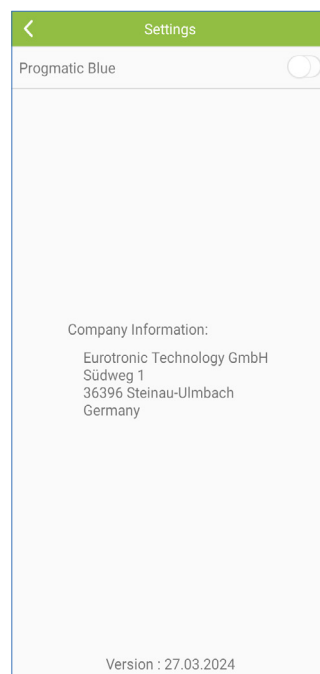 Settings
Progmatic Blue
Company Information:
Eurotronic Technology GmbH
Südweg 1
36396 Steinau-Ulmbach
Germany
Version : 27.03.2024